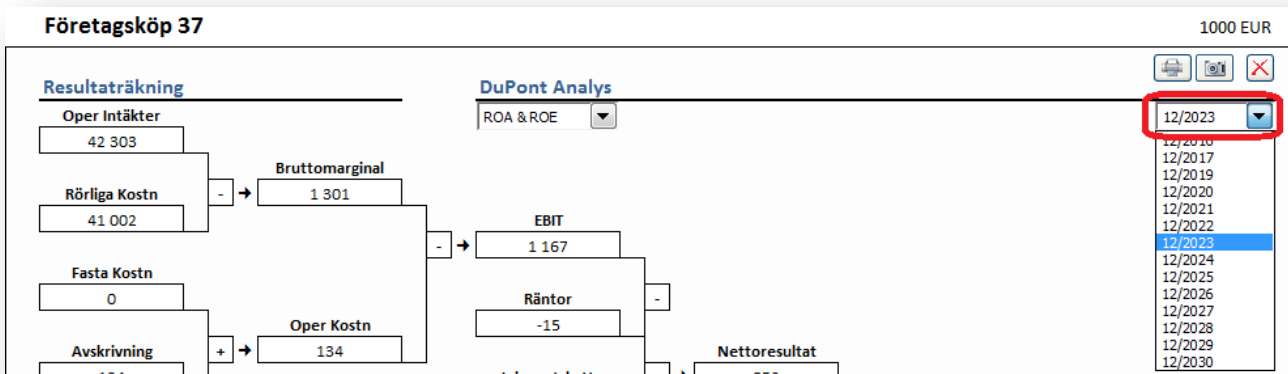 Företagsköp 37
1000 EUR
Resultaträkning
DuPont Analys
Oper Intäkter
ROA & ROE
12/2023
42 303
12/2016
12/2017
Bruttomarginal
12/2019
Rörliga Kostn
-
1 301
12/2020
41 002
12/2021
EBIT
12/2022
-
1 167
12/2023
12/2024
Fasta Kostn
12/2025
0
Räntor
-
12/2026
Oper Kostn
-15
12/2027
12/2028
Avskrivning
+
134
Nettoresultat
12/2029
12/2030